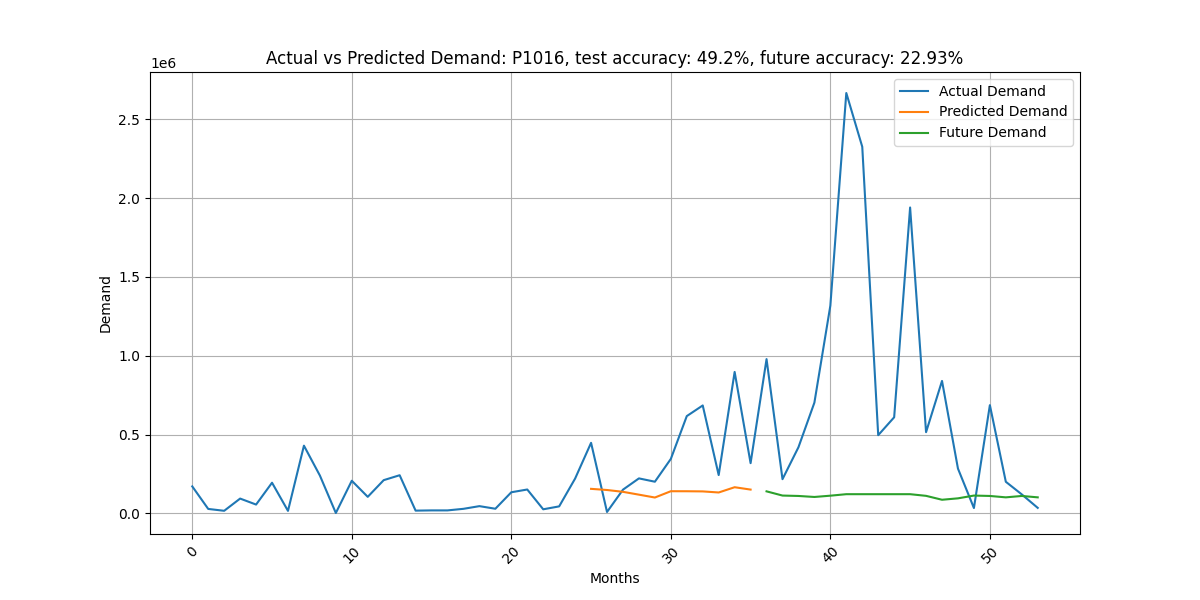 Actual vs Predicted Demand: P1016, test accuracy: 49.2%, future accuracy: 22.93%
1e6
Actual Demand
Predicted Demand
Future Demand
2.5
2.0
1.5
1.0
0.5
0.0
Demand
0
10
20
30
40
50
Months